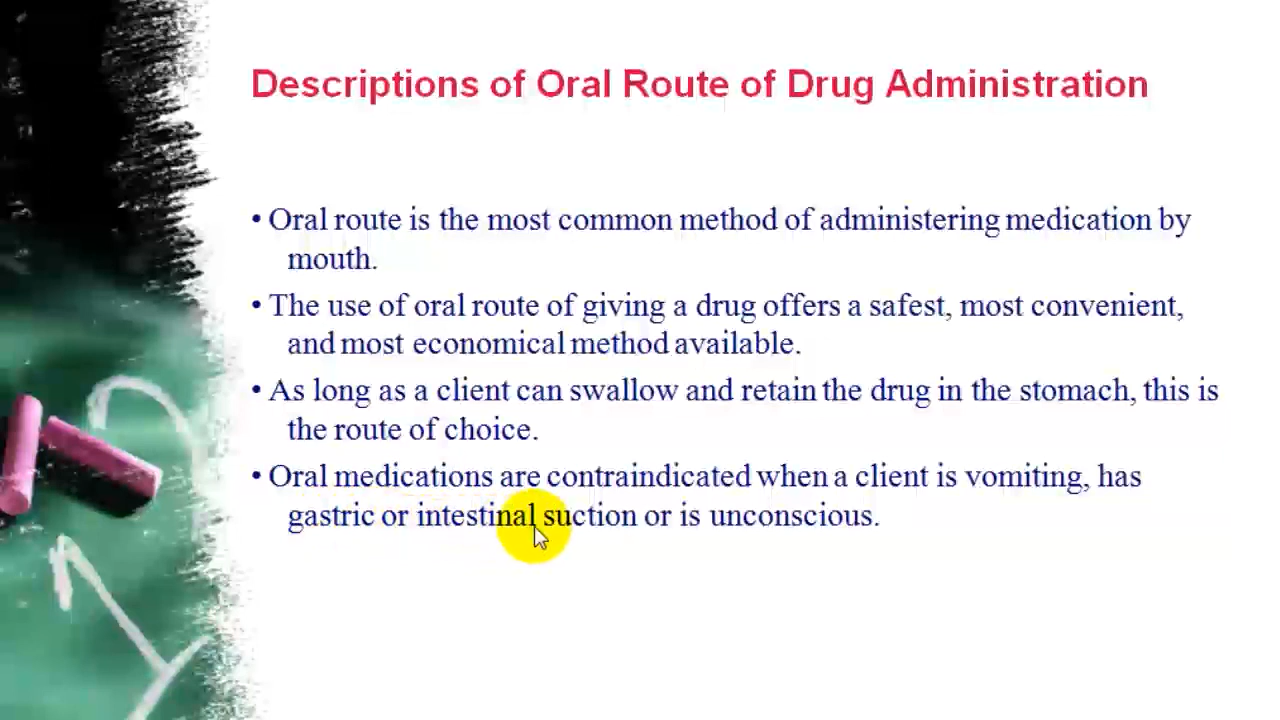 Descriptions of Oral Route of Drug Administration
• Oral route is the most common method of administering medication by
mouth.
• The use of oral route of giving a drug offers a safest, most convenient,
and most economical method available.
• As long as a client can swallow and retain the drug in the stomach, this is
the route of choice.
• Oral medications are contraindicated when a client is vomiting, has
gastric or intestinal suction or is unconscious.